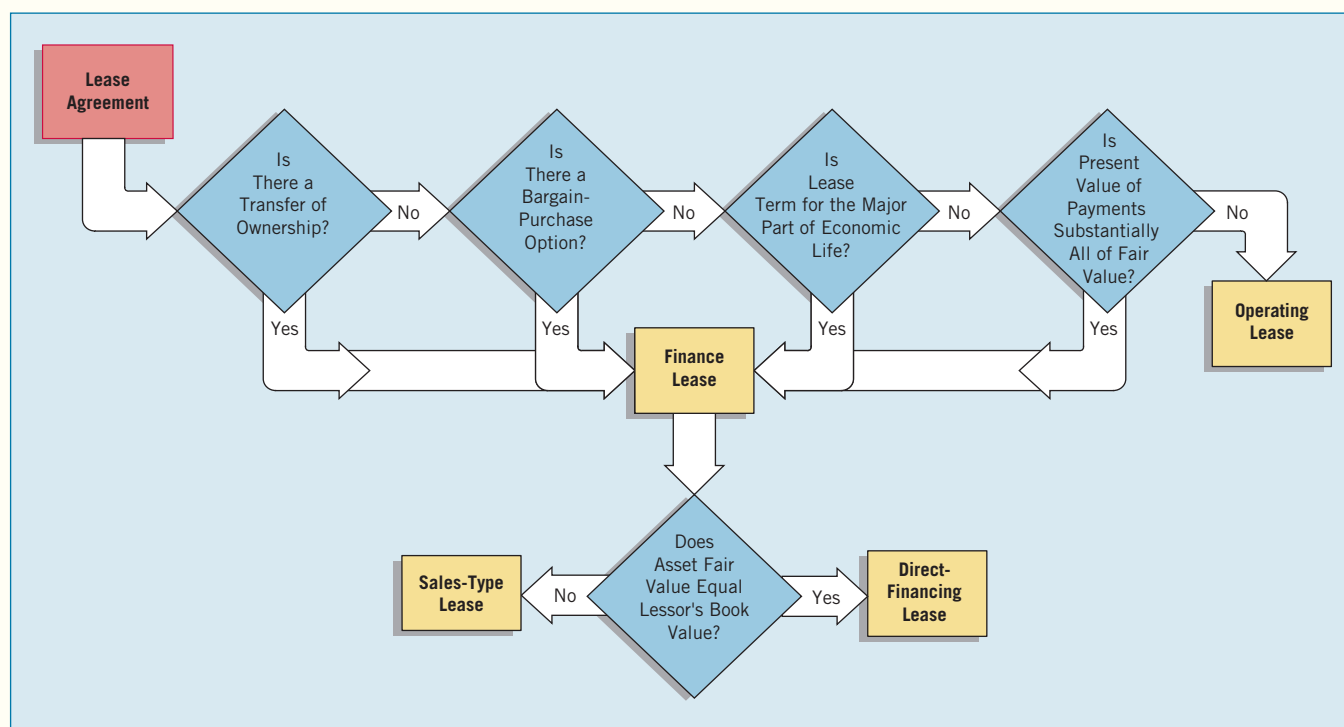 Lease
Agreement
Is
There a
Transfer of
Ownership?
No
Is
There a
Bargain-
Purchase
Option?
No
Is
Lease
Term for the Major
Part of Economic
Life?
No
Is
Present
Value of
Payments
Substantially
All of Fair
Value?
No
Operating
Lease
Yes
Yes
Yes
Yes
Finance
Lease
Does
Asset Fair
Value Equal
Lessor's Book
Value?
No
Sales-Type
Lease
Yes
Direct-
Financing
Lease